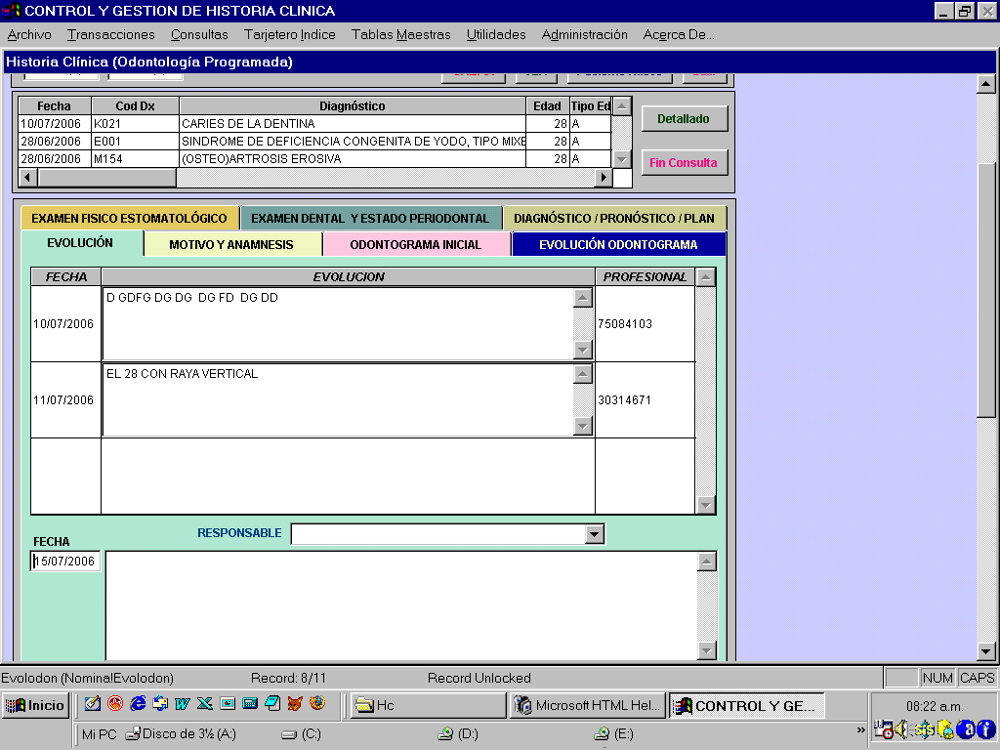 CONTROL Y GESTION DE HISTORIA CLINICA
Archivo Transacciones Consultas Tarjetero Indice Tablas Maestras Utilidades Administración Acerca De...
Historia Clínica (Odontología Programada)
Fecha Cod Dx Diagnóstico Edad Tipo Ed
10/07/2006 K021 CARIES DE LA DENTINA 28 A
28/06/2006 E001 SINDROME DE DEFICIENCIA CONGENITA DE YODO, TIPO MIXE 28 A
28/06/2006 M154 (OSTEO)ARTROSIS EROSIVA 28 A
Detallado
Fin Consulta
EXAMEN FISICO ESTOMATOLÓGICO EXAMEN DENTAL Y ESTADO PERIODONTAL DIAGNÓSTICO / PRONÓSTICO / PLAN
EVOLUCIÓN MOTIVO Y ANAMNESIS ODONTOGRAMA INICIAL EVOLUCIÓN ODONTOGRAMA
FECHA EVOLUCION PROFESIONAL
10/07/2006 D GDFG DG DG DG FD DG DD 75084103
11/07/2006 EL 28 CON RAYA VERTICAL 30314671
RESPONSABLE
FECHA
15/07/2006
Evolodon (Nomina!Evolodon) Record: 8/11 Record Unlocked NUM CAPS
Inicio Hc Microsoft HTML Hel... CONTROL Y GE... 08:22 a.m.
Mi PC Disco de 3½ (A:) (C:) (D:) (E:) » sis